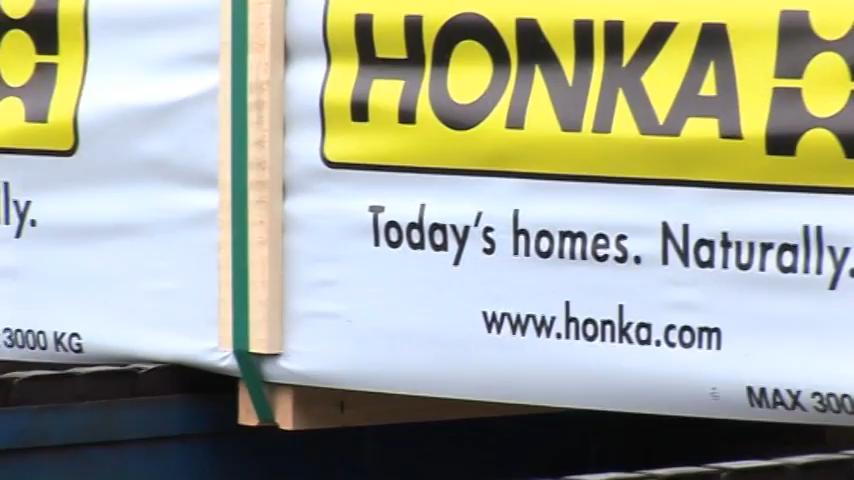 HONKA
lly.
Today's homes. Naturally.
www.honka.com
3000 KG
MAX 300